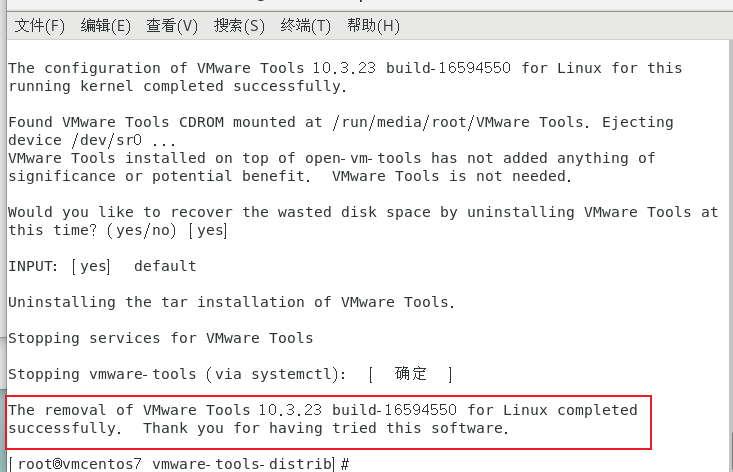 文件(F) 编辑(E) 查看(V) 搜索(S) 终端(T) 帮助(H)
The configuration of VMware Tools 10.3.23 build-16594550 for Linux for this
running kernel completed successfully.
Found VMware Tools CDROM mounted at /run/media/root/VMware Tools. Ejecting
device /dev/sr0 ...
VMware Tools installed on top of open-vm-tools has not added anything of
significance or potential benefit.  VMware Tools is not needed.
Would you like to recover the wasted disk space by uninstalling VMware Tools at
this time? (yes/no) [yes]
INPUT: [yes]  default
Uninstalling the tar installation of VMware Tools.
Stopping services for VMware Tools
Stopping vmware-tools (via systemctl):  [  确定  ]
The removal of VMware Tools 10.3.23 build-16594550 for Linux completed
successfully.  Thank you for having tried this software.
[root@vmcentos7 vmware-tools-distrib]#